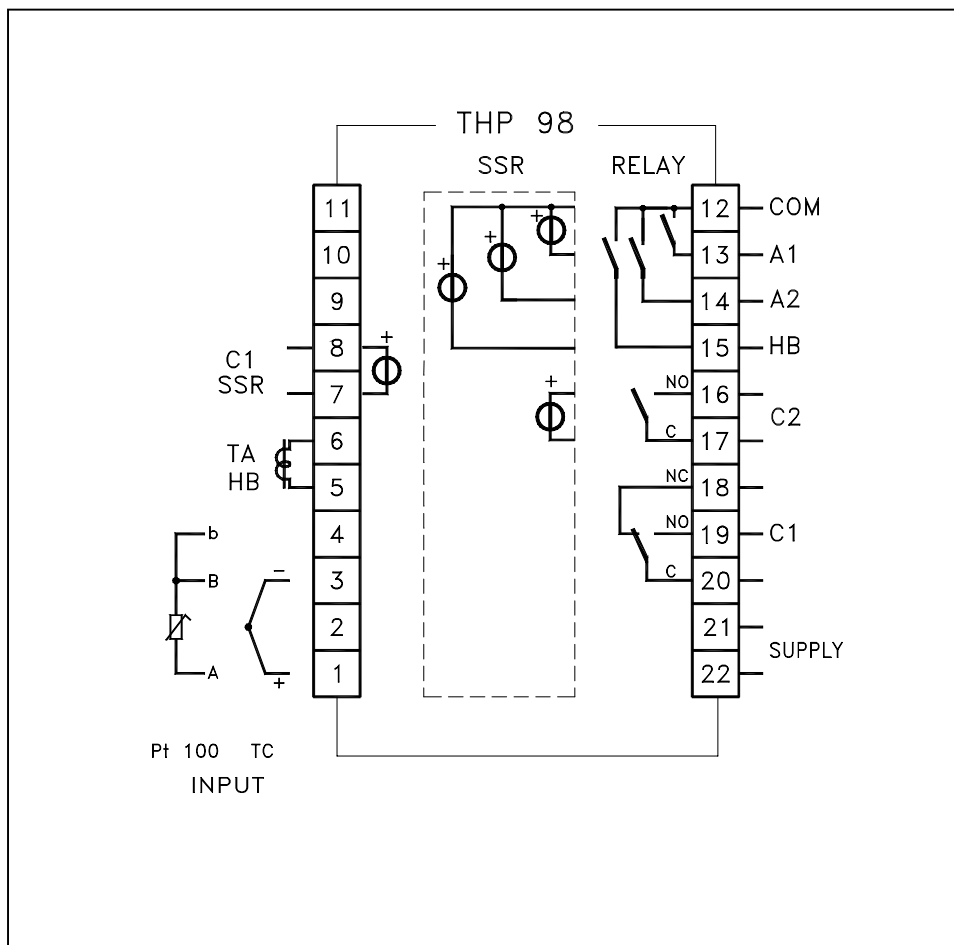 THP 98
SSR RELAY
11 12 COM
+ + +
10 13 A1
9 14 A2
8 + 15 HB
C1
SSR
7 + NO 16
C2
TA
HB
6 C 17
5 NC 18
b 4 NO 19 C1
B - 3 C 20
2 21
SUPPLY
A + 1 22
Pt 100 TC
INPUT